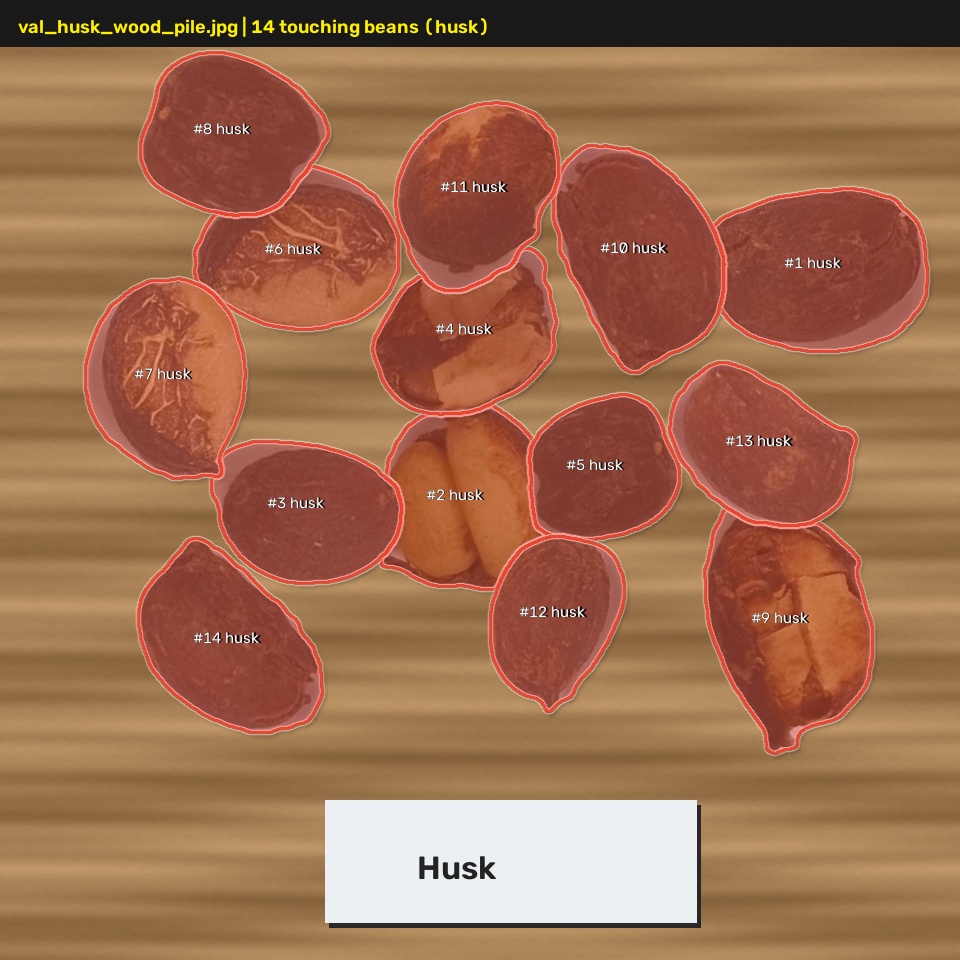 val_husk_wood_pile.jpg | 14 touching beans (husk)
#8 husk
#11 husk
#6 husk
#10 husk
#1 husk
#4 husk
#7 husk
#13 husk
#5 husk
#2 husk
#3 husk
#12 husk
#9 husk
#14 husk
Husk